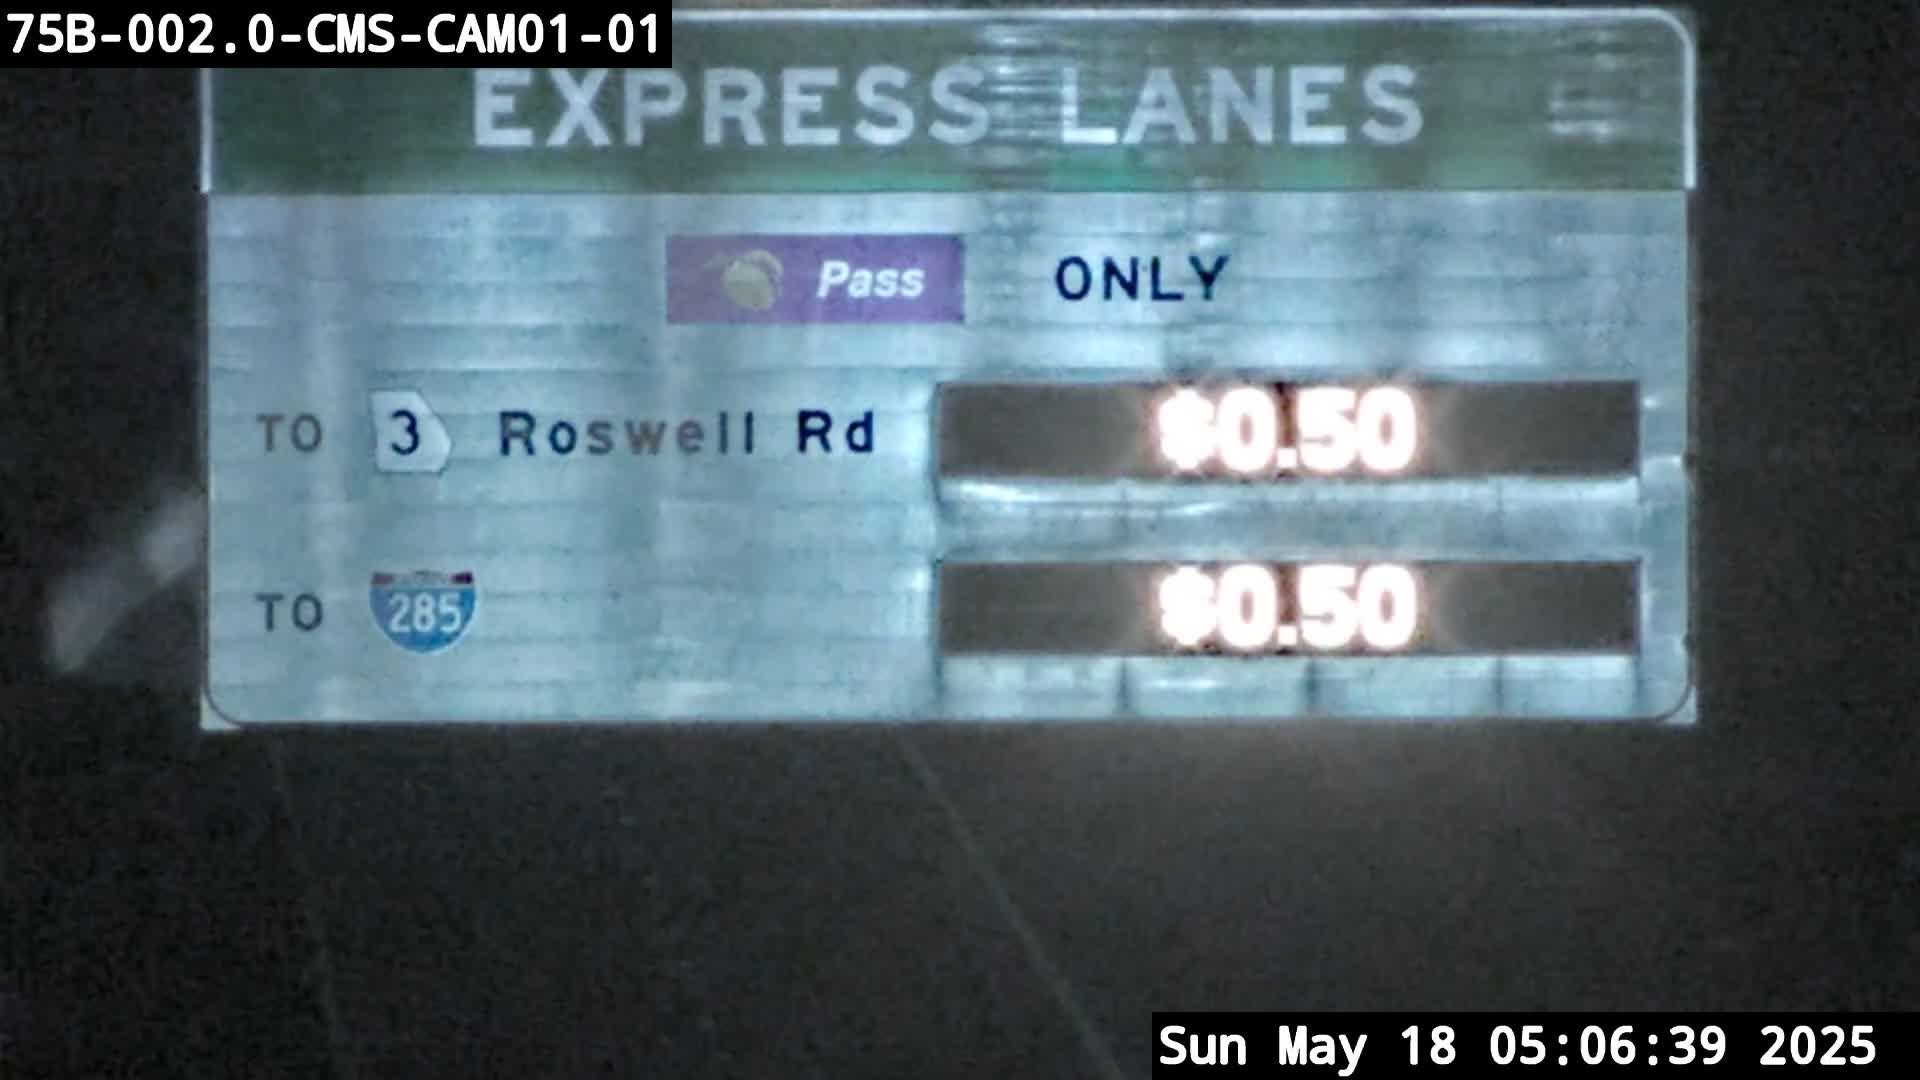 75B-002.0-CMS-CAM01-01
EXPRESS LANES
Pass ONLY
TO 3 Roswell Rd $0.50
TO 285 $0.50
Sun May 18 05:06:39 2025